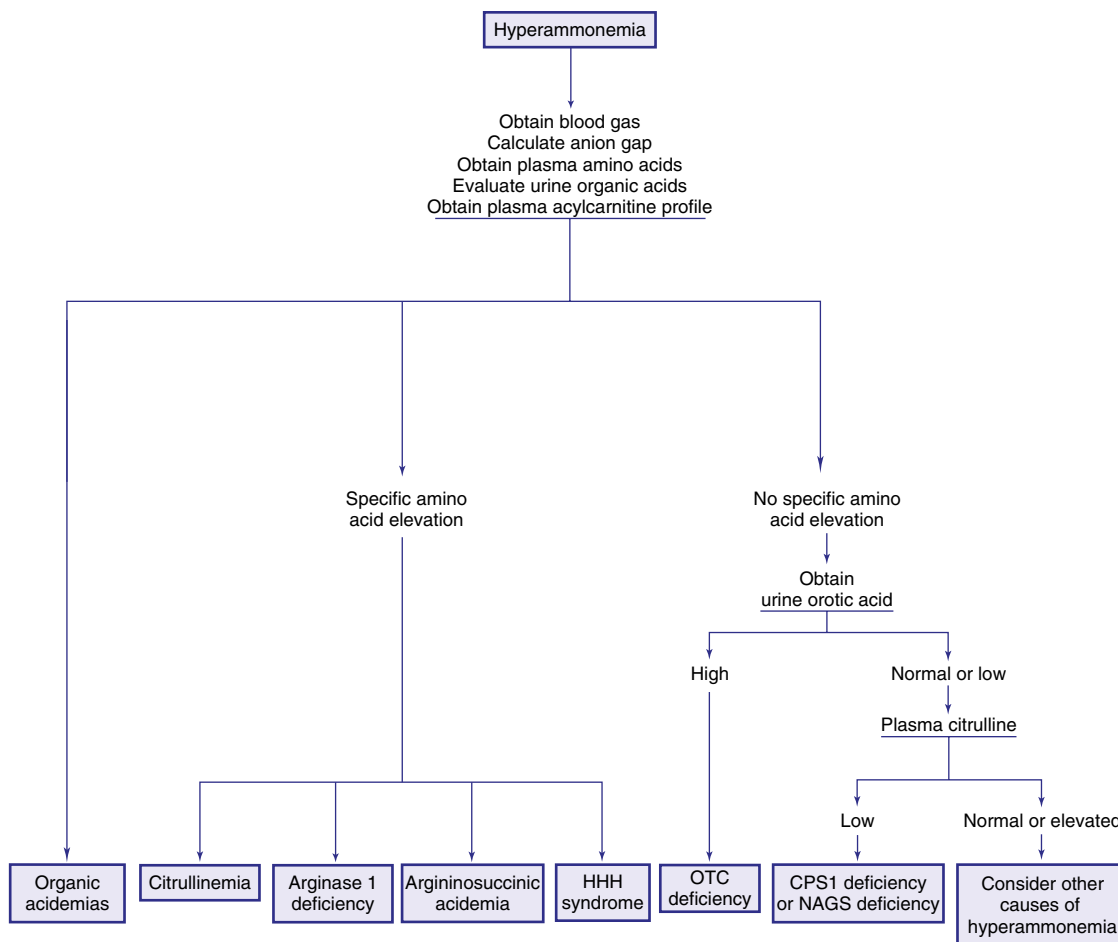 Hyperammonemia
Obtain blood gas
Calculate anion gap
Obtain plasma amino acids
Evaluate urine organic acids
Obtain plasma acylcarnitine profile
Specific amino
acid elevation
No specific amino
acid elevation
Obtain
urine orotic acid
High
Normal or low
Plasma citrulline
Low
Normal or elevated
Organic
acidemias
Citrullinemia
Arginase 1
deficiency
Argininosuccinic
acidemia
HHH
syndrome
OTC
deficiency
CPS1 deficiency
or NAGS deficiency
Consider other
causes of
hyperammonemia